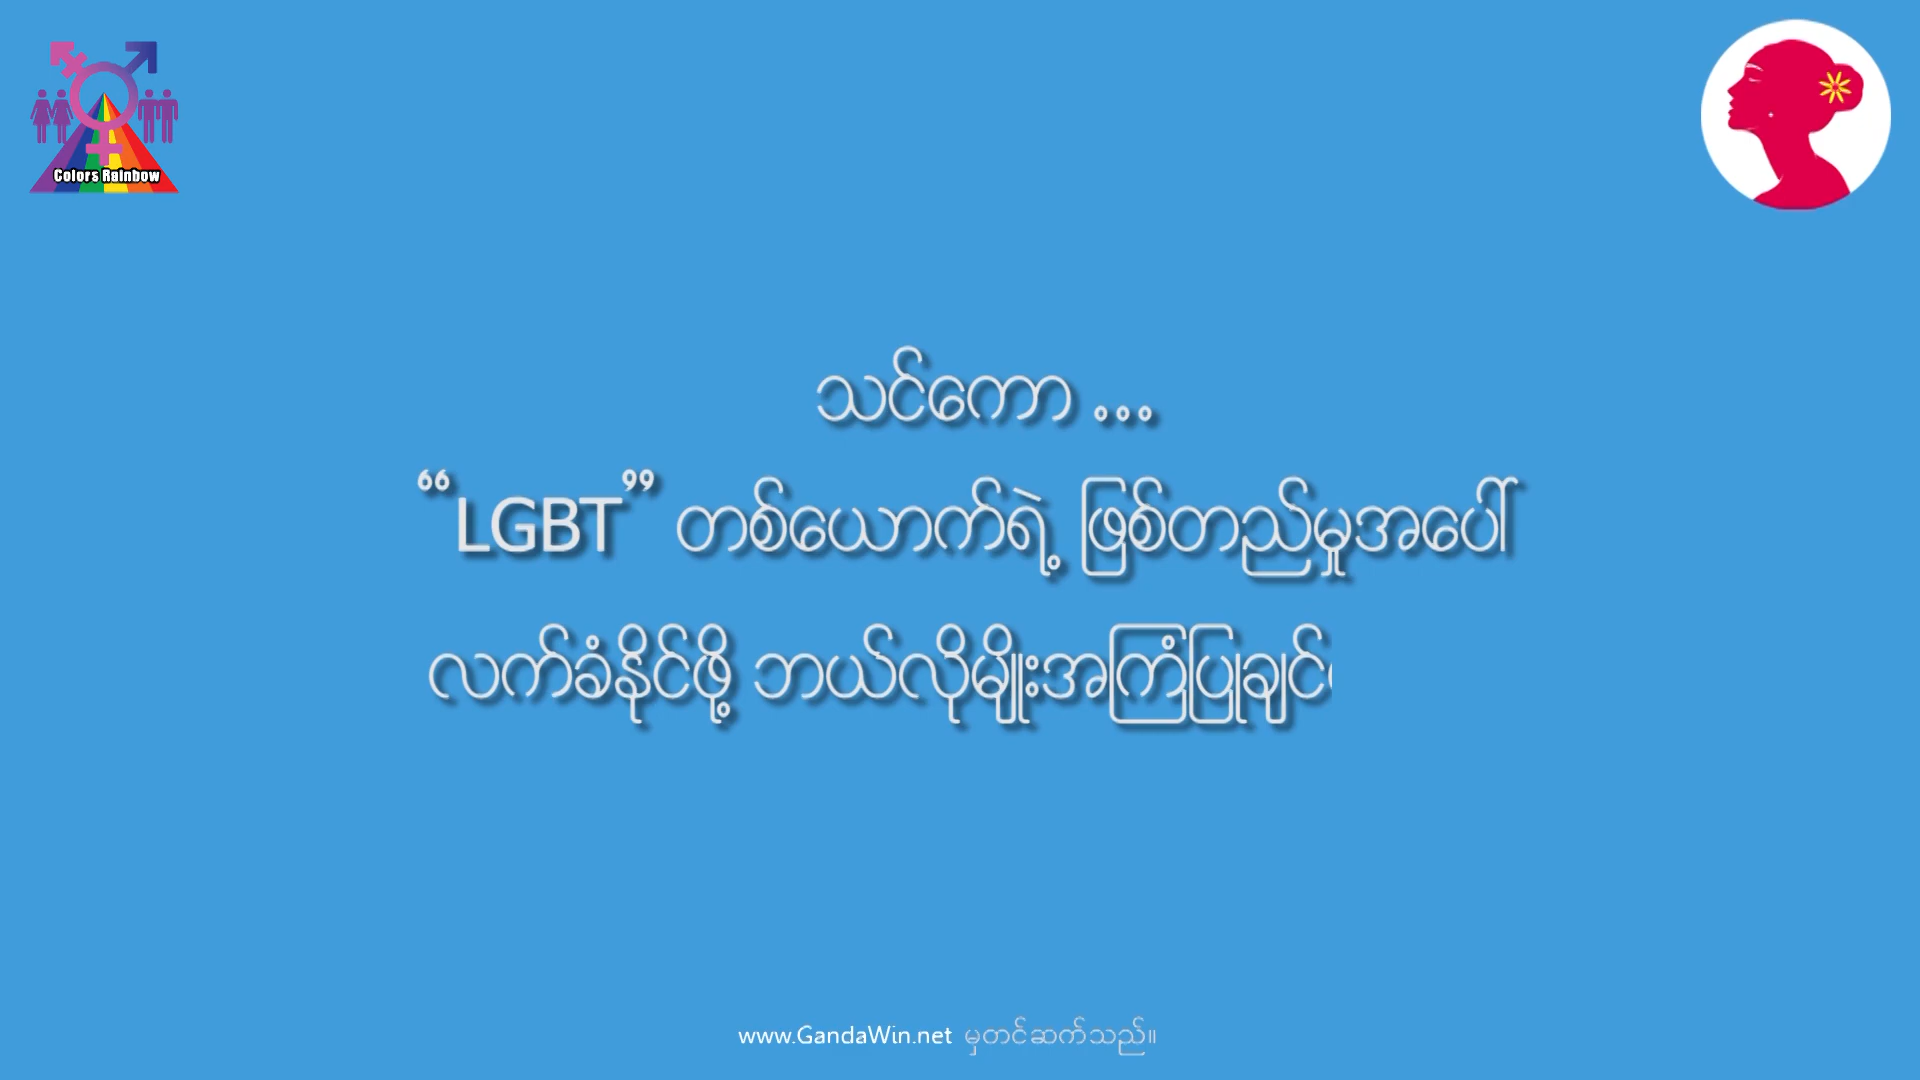 Colors Rainbow
သင်ကော ...
“LGBT” တစ်ယောက်ရဲ့ ဖြစ်တည်မှုအပေါ်
လက်ခံနိုင်ဖို့ ဘယ်လိုမျိုးအကြံပြုချင်
www.GandaWin.net မှတင်ဆက်သည်။